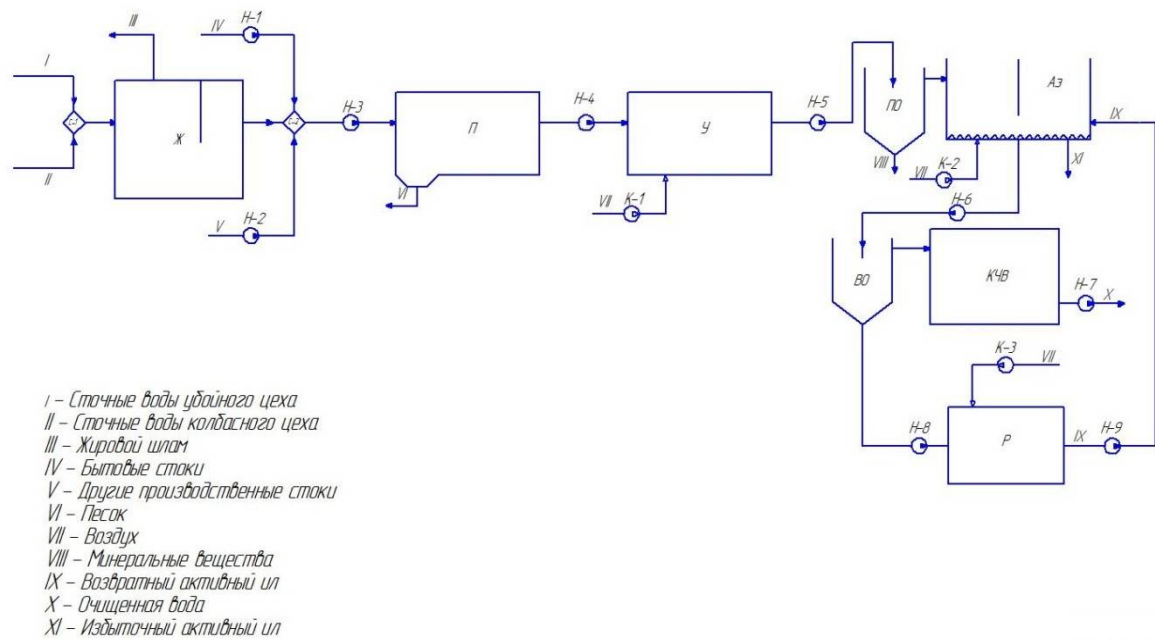 III
IV
Н-1
I
Ж
II
V
Н-2
Н-3
П
VI
Н-4
У
VII
К-1
Н-5
ПО
VIII
Аэ
IX
XI
VII
К-2
Н-6
ВО
КЧВ
Н-7
X
К-3
VII
Н-8
Р
IX
Н-9
I – Сточные воды убойного цеха
II – Сточные воды колбасного цеха
III – Жировой шлам
IV – Бытовые стоки
V – Другие производственные стоки
VI – Песок
VII – Воздух
VIII – Минеральные вещества
IX – Возвратный активный ил
X – Очищенная вода
XI – Избыточный активный ил